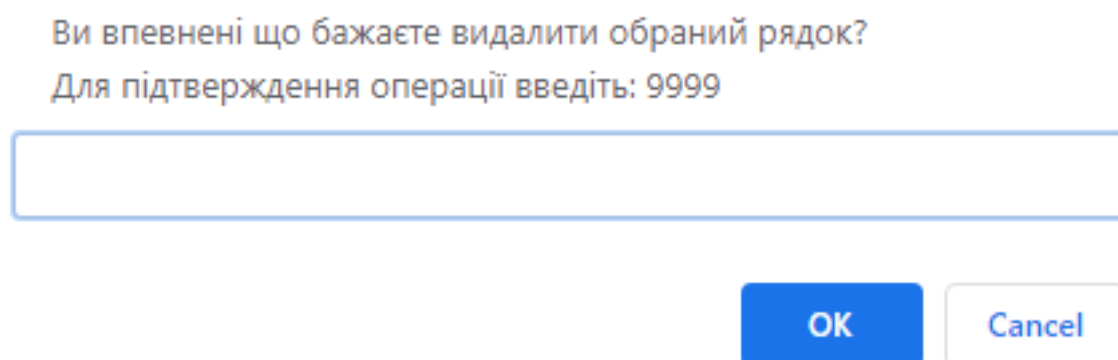 Ви впевнені що бажаєте видалити обраний рядок?
Для підтвердження операції введіть: 9999
OK Cancel